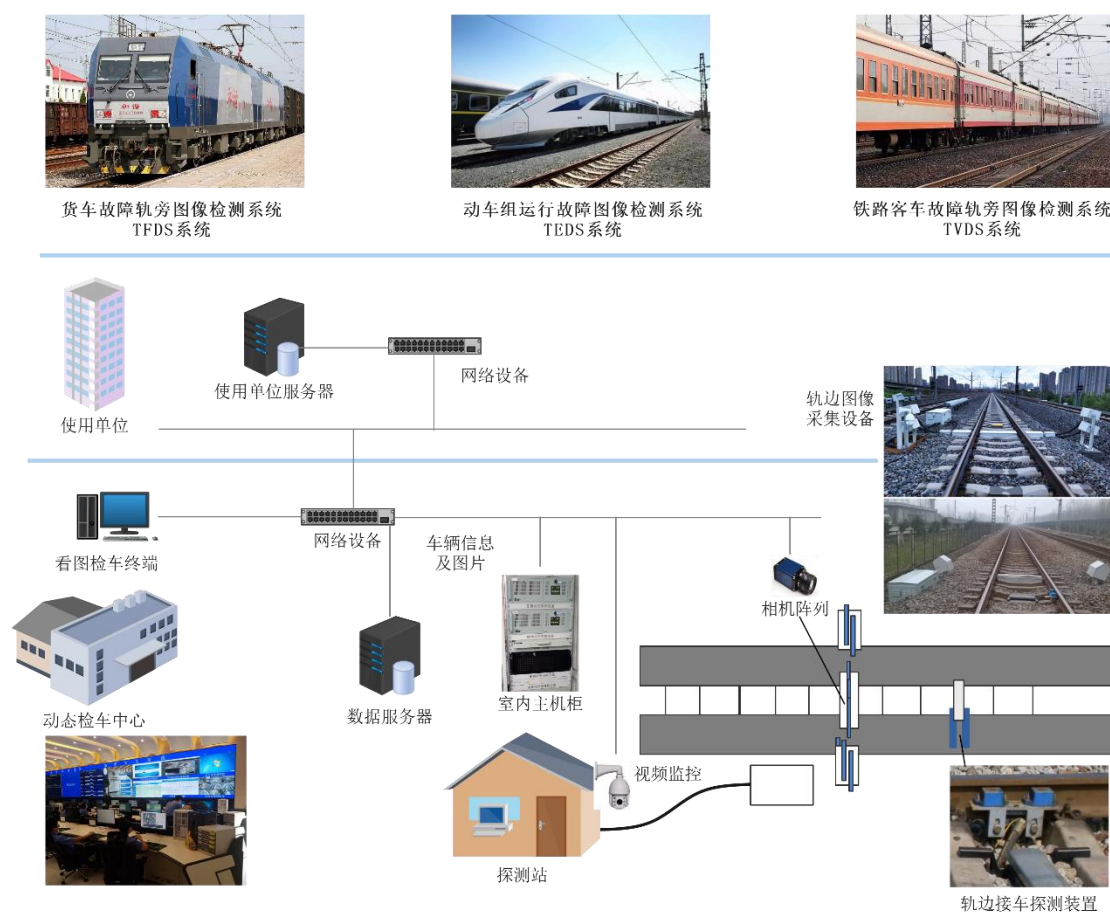 货车故障轨旁图像检测系统
TFDS系统
动车组运行故障图像检测系统
TEDS系统
铁路客车故障轨旁图像检测系统
TVDS系统
使用单位
使用单位服务器
网络设备
轨边图像
采集设备
看图检车终端
网络设备
车辆信息
及图片
相机阵列
动态检车中心
数据服务器
室内主机柜
视频监控
探测站
轨边接车探测装置